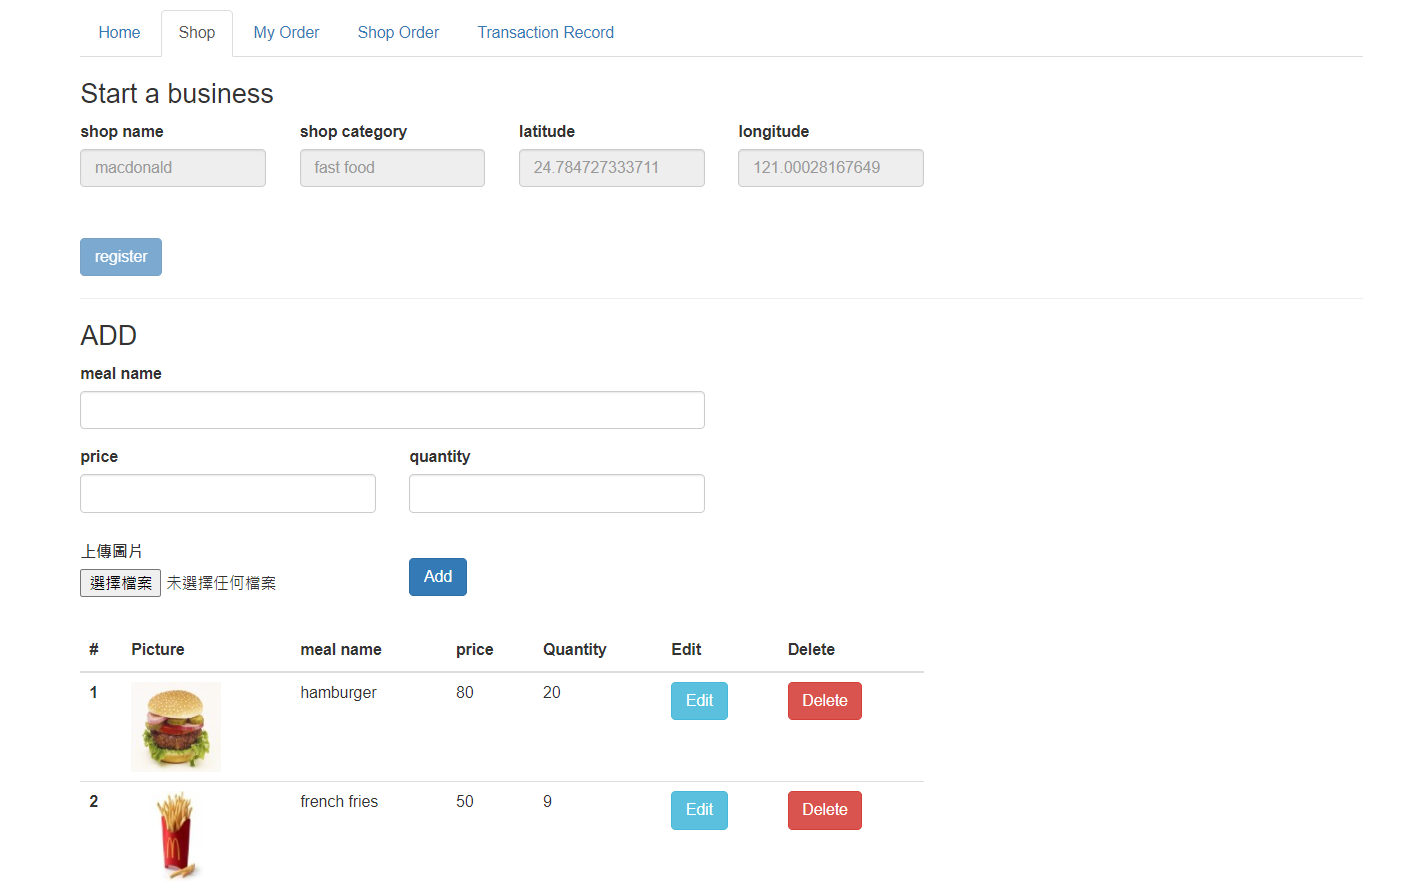 Home Shop My Order Shop Order Transaction Record
Start a business
shop name shop category latitude longitude
macdonald fast food 24.784727333711 121.00028167649
register
ADD
meal name
price quantity
上傳圖片
選擇檔案 未選擇任何檔案 Add
# Picture meal name price Quantity Edit Delete
1 hamburger 80 20 Edit Delete
2 french fries 50 9 Edit Delete